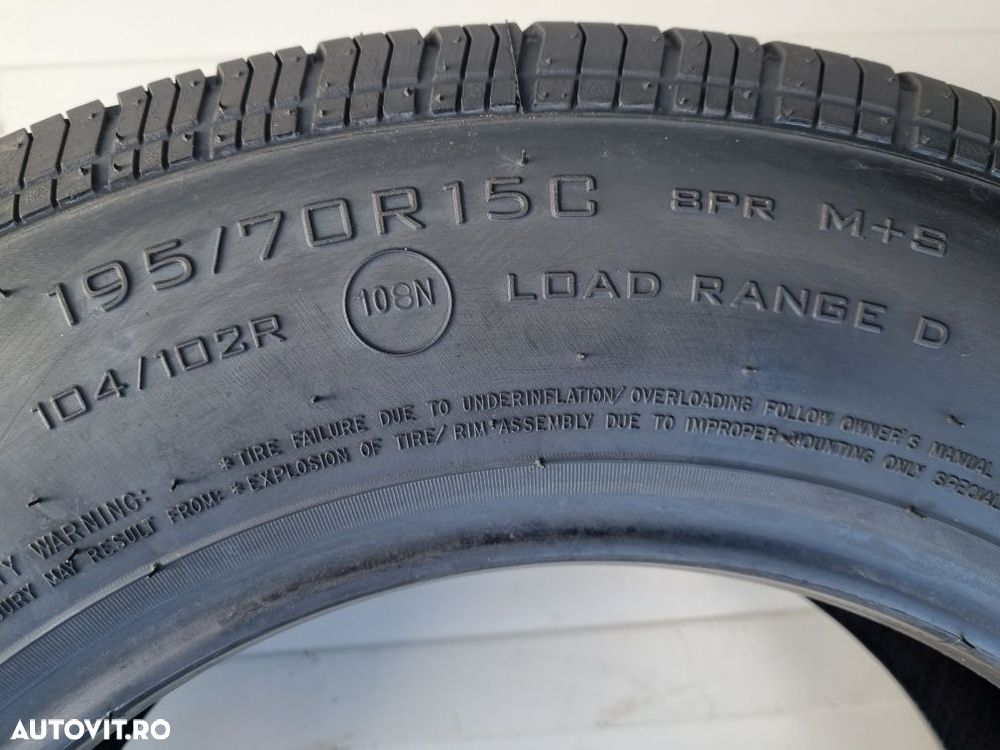 195/70R15C 8PR M+S
104/102R 108N LOAD RANGE D
WARNING: *TIRE FAILURE DUE TO UNDERINFLATION/OVERLOADING FOLLOW OWNER'S MANUAL
MAY RESULT FROM:*EXPLOSION OF TIRE/RIM ASSEMBLY DUE TO IMPROPER MOUNTING ONLY
AUTOVIT.RO